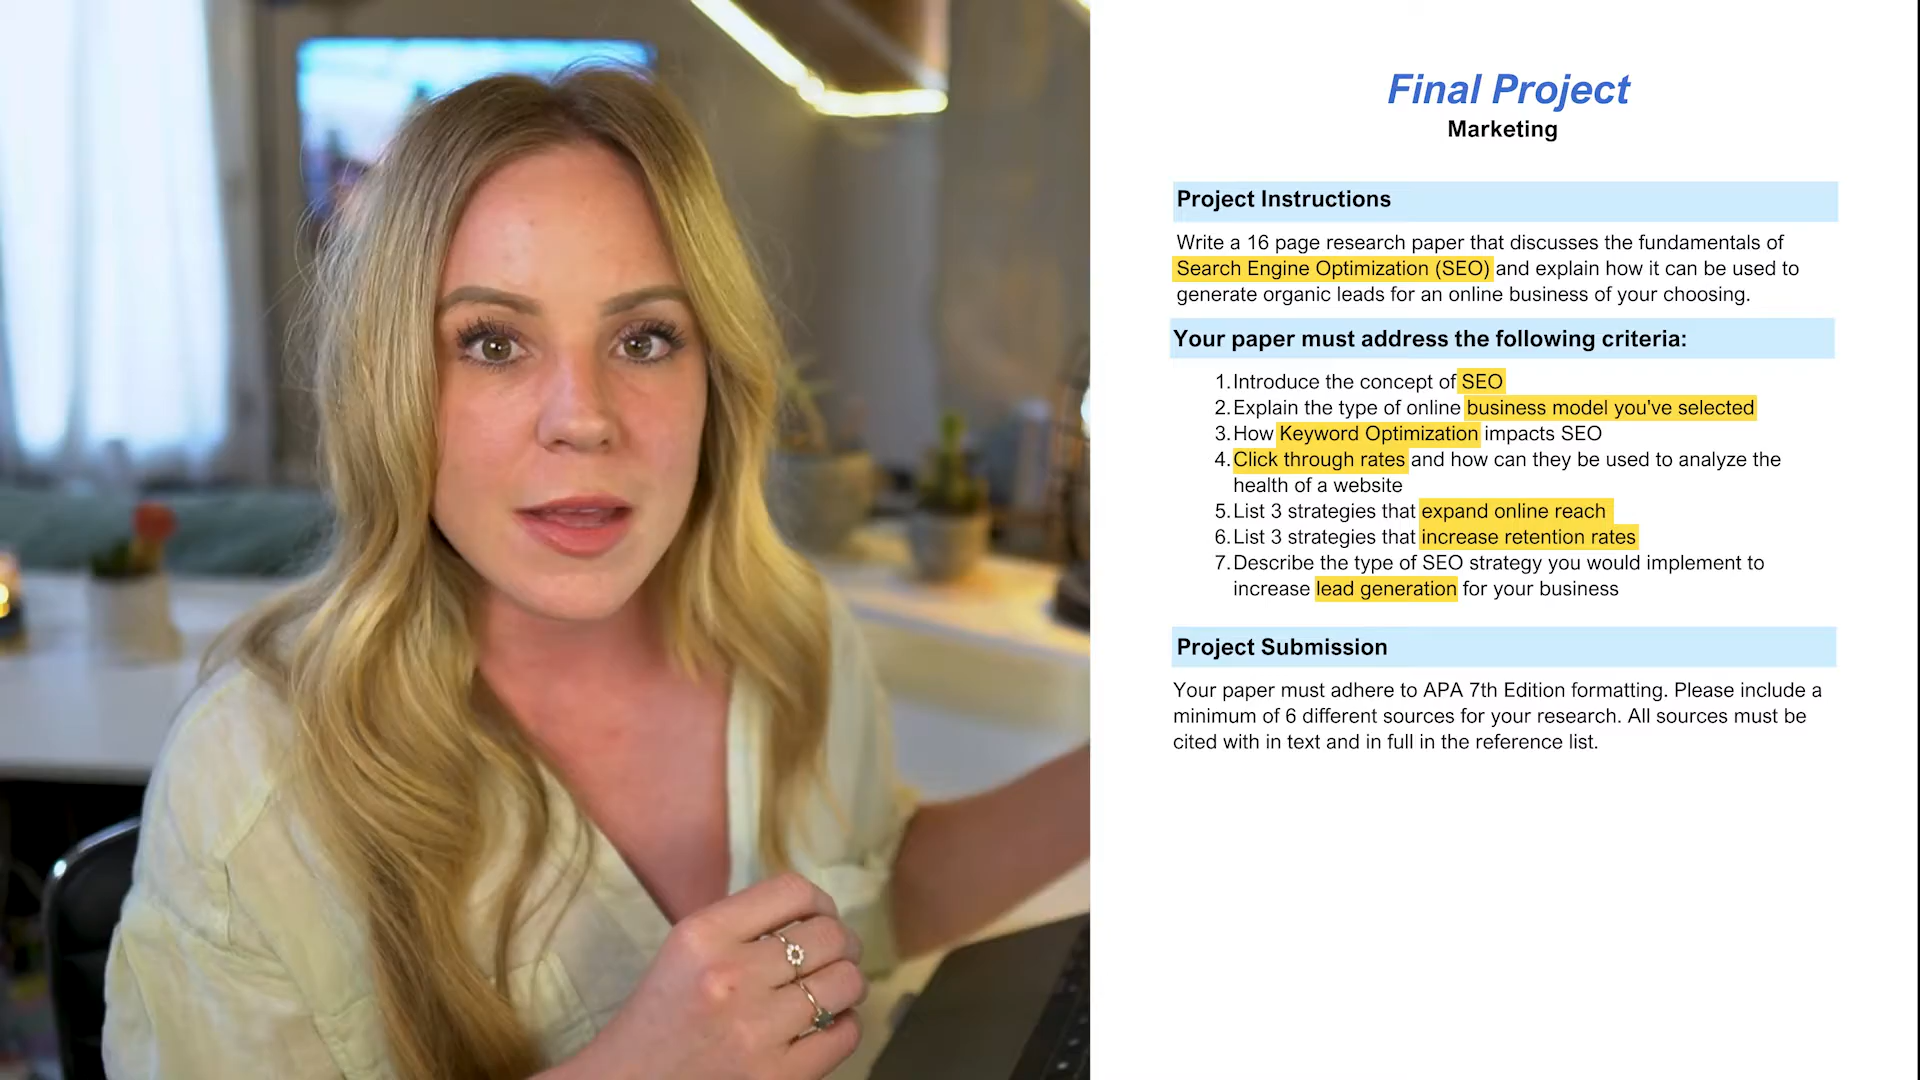 Final Project
Marketing
Project Instructions
Write a 16 page research paper that discusses the fundamentals of
Search Engine Optimization (SEO) and explain how it can be used to
generate organic leads for an online business of your choosing.
Your paper must address the following criteria:
1. Introduce the concept of SEO
2. Explain the type of online business model you've selected
3. How Keyword Optimization impacts SEO
4. Click through rates and how can they be used to analyze the
health of a website
5. List 3 strategies that expand online reach
6. List 3 strategies that increase retention rates
7. Describe the type of SEO strategy you would implement to
increase lead generation for your business
Project Submission
Your paper must adhere to APA 7th Edition formatting. Please include a
minimum of 6 different sources for your research. All sources must be
cited with in text and in full in the reference list.